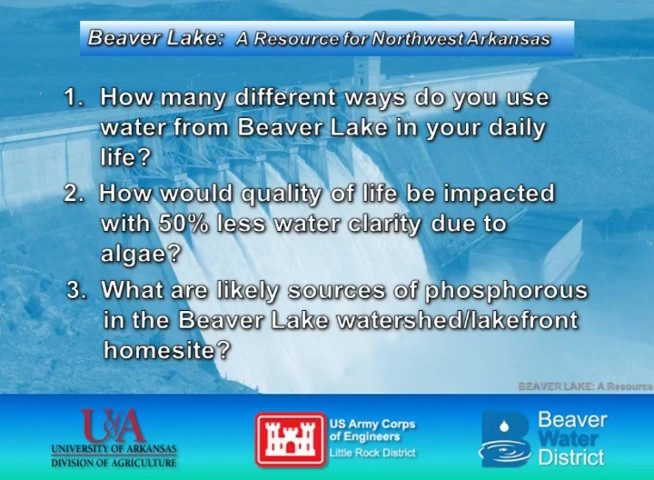 Beaver Lake: A Resource for Northwest Arkansas
1. How many different ways do you use
water from Beaver Lake in your daily
life?
2. How would quality of life be impacted
with 50% less water clarity due to
algae?
3. What are likely sources of phosphorous
in the Beaver Lake watershed/lakefront
homesite?
BEAVER LAKE: A Resource
UofA
UNIVERSITY OF ARKANSAS
DIVISION OF AGRICULTURE
US Army Corps
of Engineers
Little Rock District
Beaver
Water
District